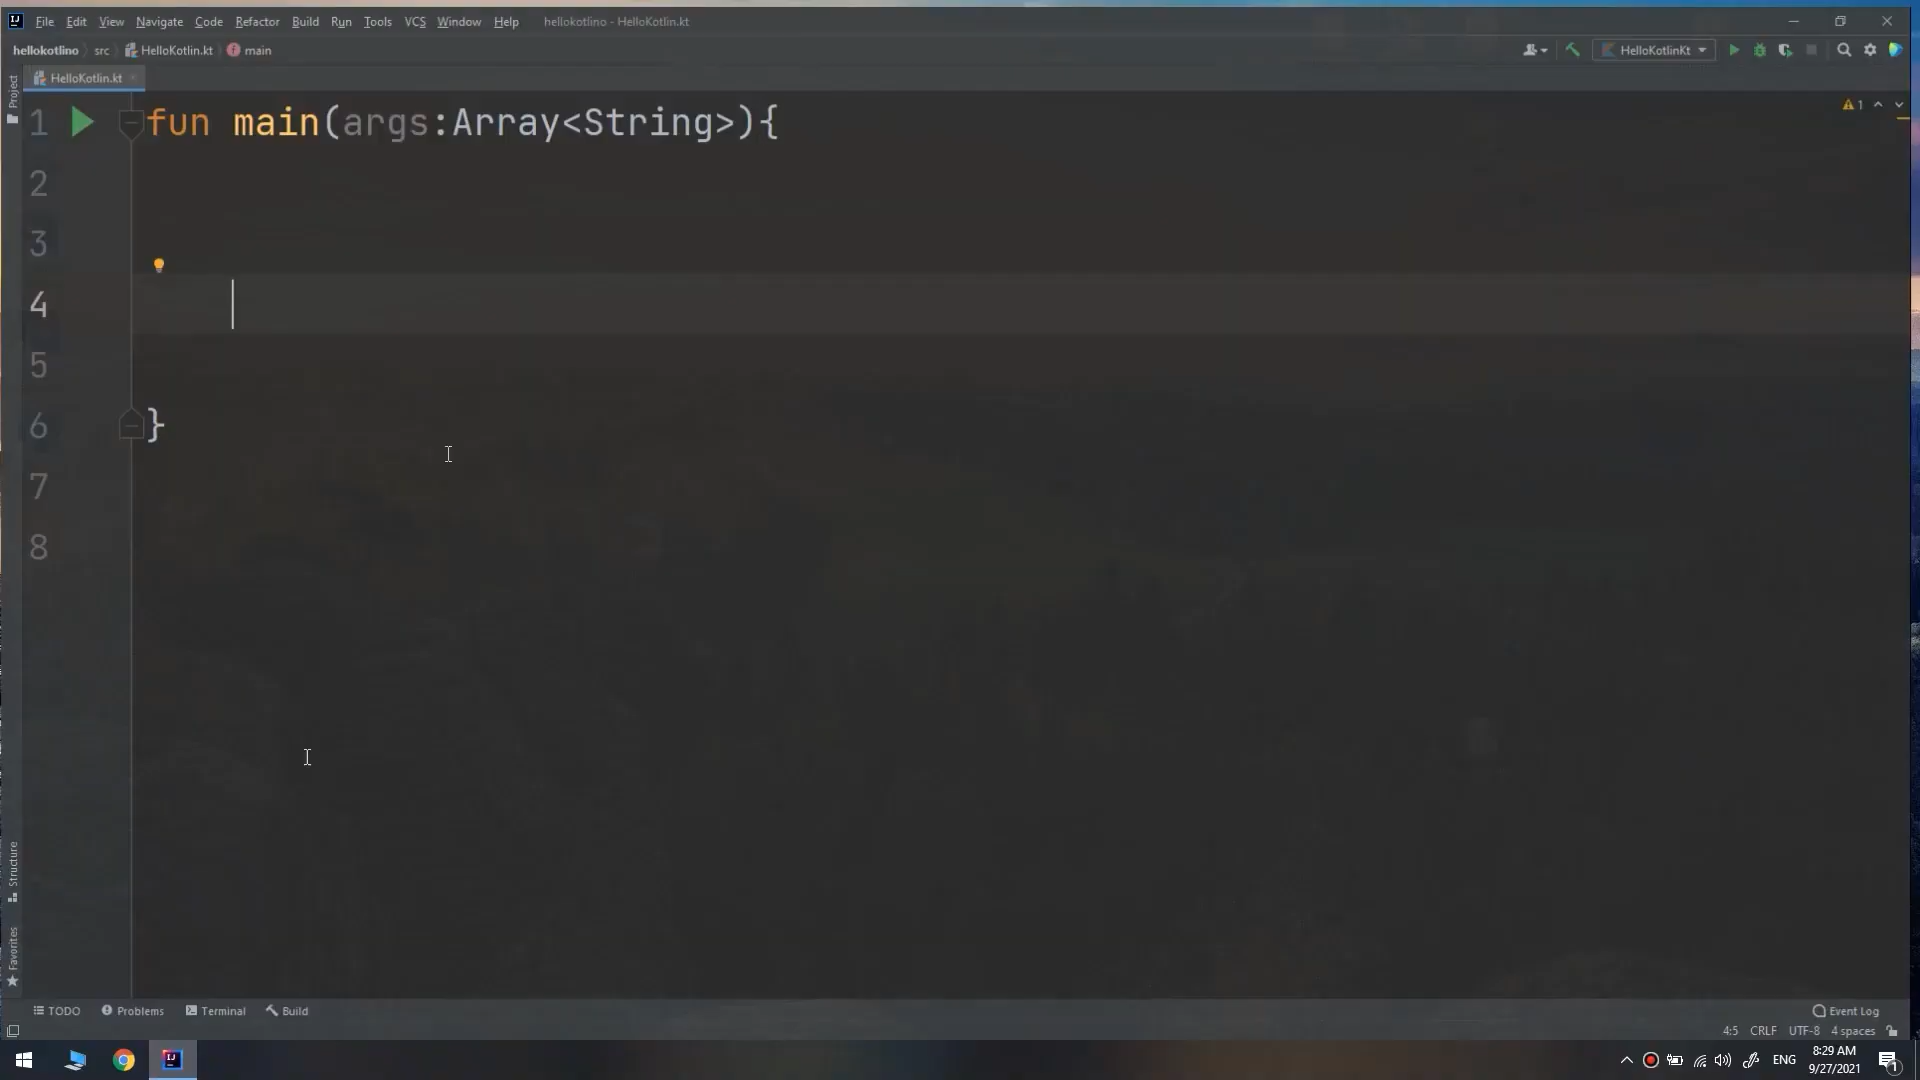 File Edit View Navigate Code Refactor Build Run Tools VCS Window Help hellokotlino - HelloKotlin.kt
hellokotlino src HelloKotlin.kt main HelloKotlinKt
HelloKotlin.kt
Project
1 fun main(args:Array<String>){
1
2
3
4
5
6 }
7
8
Structure
Favorites
TODO Problems Terminal Build Event Log
4:5 CRLF UTF-8 4 spaces
ENG 8:29 AM
9/27/2021
1